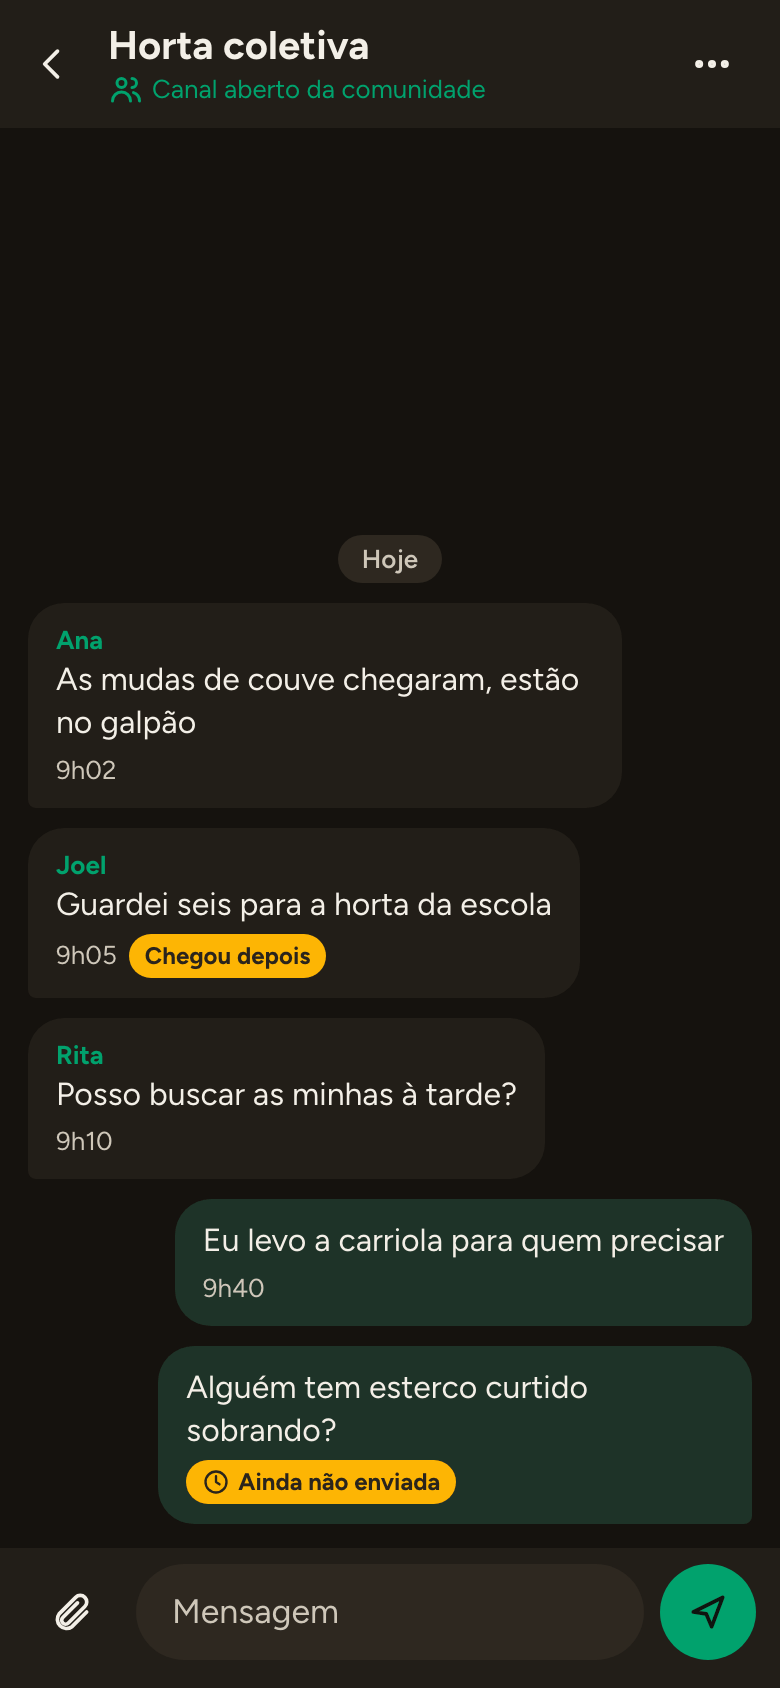 Horta coletiva
Canal aberto da comunidade
Hoje
Ana
As mudas de couve chegaram, estão
no galpão
9h02
Joel
Guardei seis para a horta da escola
9h05 Chegou depois
Rita
Posso buscar as minhas à tarde?
9h10
Eu levo a carriola para quem precisar
9h40
Alguém tem esterco curtido
sobrando?
Ainda não enviada
Mensagem